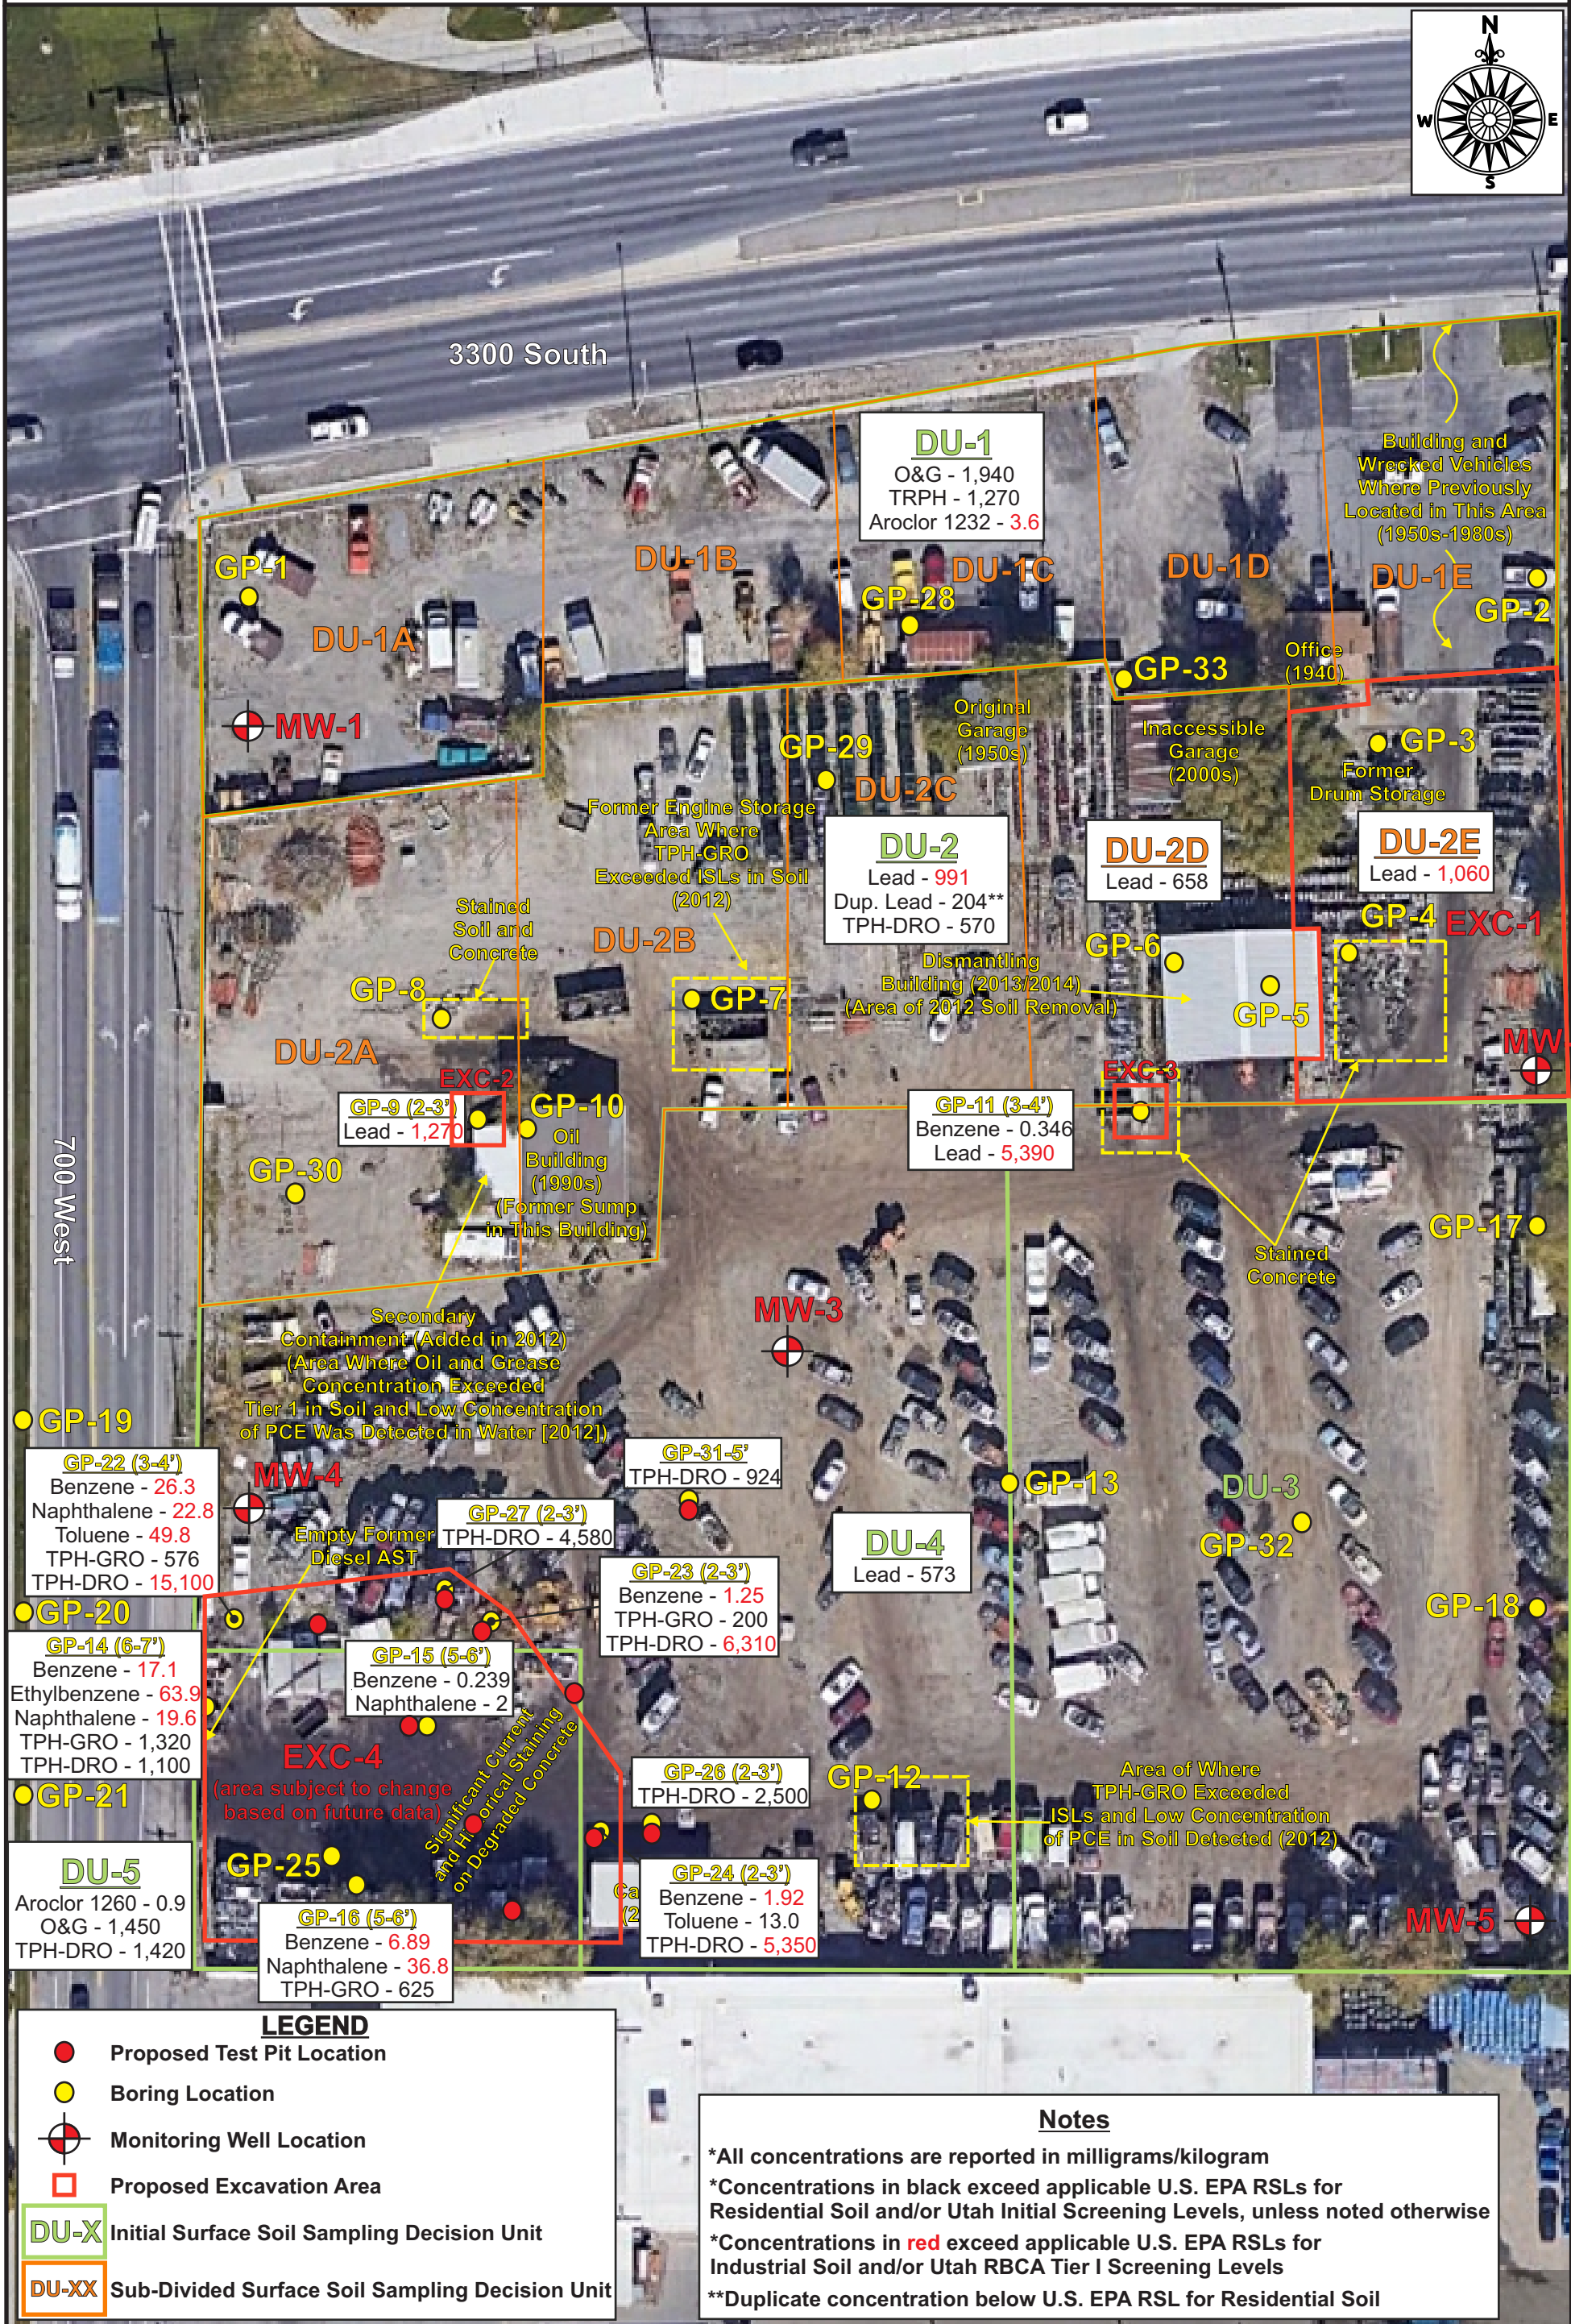 N
W
E
S
3300 South
DU-1
O&G - 1,940
TRPH - 1,270
Aroclor 1232 - 3.6
Building and
Wrecked Vehicles
Where Previously
Located in This Area
(1950s-1980s)
GP-1
DU-1A
DU-1B
DU-1C
DU-1D
DU-1E
GP-2
GP-28
MW-1
GP-33
Office
(1940)
Original
Garage
(1950s)
Inaccessible
Garage
(2000s)
GP-3
Former
Drum Storage
GP-29
DU-2C
Former Engine Storage
Area Where
TPH-GRO
Exceeded ISLs in Soil
(2012)
DU-2
Lead - 991
Dup. Lead - 204**
TPH-DRO - 570
DU-2D
Lead - 658
DU-2E
Lead - 1,060
Stained
Soil and
Concrete
DU-2B
GP-4
EXC-1
GP-6
Dismantling
Building (2013/2014)
(Area of 2012 Soil Removal)
GP-8
GP-7
GP-5
DU-2A
MW
EXC-2
EXC-3
GP-9 (2-3')
Lead - 1,270
GP-10
Oil
Building
(1990s)
(Former Sump
in This Building)
GP-11 (3-4')
Benzene - 0.346
Lead - 5,390
GP-30
700 West
GP-17
Stained
Concrete
Secondary
Containment (Added in 2012)
(Area Where Oil and Grease
Concentration Exceeded
Tier 1 in Soil and Low Concentration
of PCE Was Detected in Water [2012])
MW-3
GP-19
GP-22 (3-4')
Benzene - 26.3
Naphthalene - 22.8
Toluene - 49.8
TPH-GRO - 576
TPH-DRO - 15,100
MW-4
GP-31-5'
TPH-DRO - 924
GP-13
DU-3
GP-32
GP-27 (2-3')
TPH-DRO - 4,580
Empty Former
Diesel AST
DU-4
Lead - 573
GP-23 (2-3')
Benzene - 1.25
TPH-GRO - 200
TPH-DRO - 6,310
GP-20
GP-18
GP-14 (6-7')
Benzene - 17.1
Ethylbenzene - 63.9
Naphthalene - 19.6
TPH-GRO - 1,320
TPH-DRO - 1,100
GP-15 (5-6')
Benzene - 0.239
Naphthalene - 2
EXC-4
(area subject to change
based on future data)
Significant Current
and Historical Staining
on Degraded Concrete
GP-21
GP-26 (2-3')
TPH-DRO - 2,500
GP-12
Area of Where
TPH-GRO Exceeded
ISLs and Low Concentration
of PCE in Soil Detected (2012)
GP-25
DU-5
Aroclor 1260 - 0.9
O&G - 1,450
TPH-DRO - 1,420
GP-24 (2-3')
Benzene - 1.92
Toluene - 13.0
TPH-DRO - 5,350
GP-16 (5-6')
Benzene - 6.89
Naphthalene - 36.8
TPH-GRO - 625
MW-5
LEGEND
Proposed Test Pit Location
Boring Location
Monitoring Well Location
Proposed Excavation Area
DU-X Initial Surface Soil Sampling Decision Unit
DU-XX Sub-Divided Surface Soil Sampling Decision Unit
Notes
*All concentrations are reported in milligrams/kilogram
*Concentrations in black exceed applicable U.S. EPA RSLs for
Residential Soil and/or Utah Initial Screening Levels, unless noted otherwise
*Concentrations in red exceed applicable U.S. EPA RSLs for
Industrial Soil and/or Utah RBCA Tier I Screening Levels
**Duplicate concentration below U.S. EPA RSL for Residential Soil